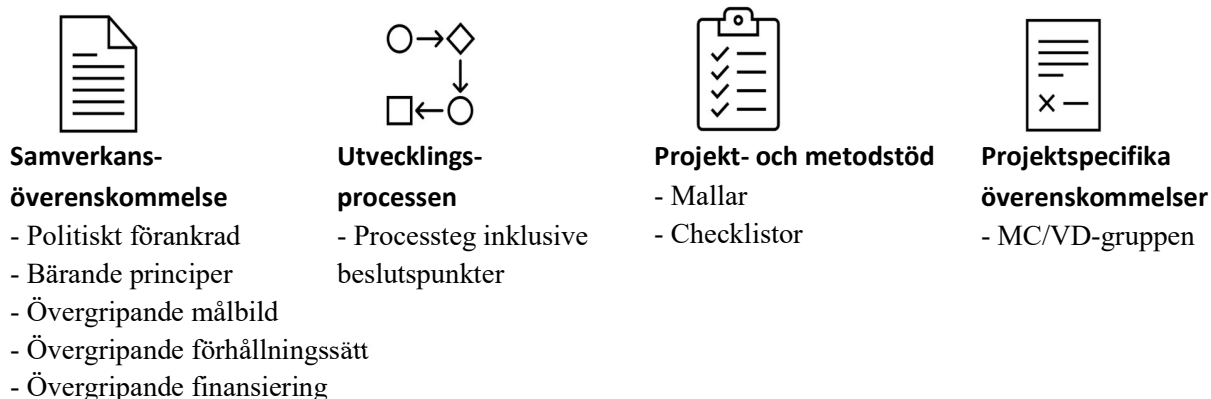 Samverkans-
överenskommelse
- Politiskt förankrad
- Bärande principer
- Övergripande målbild
- Övergripande förhållningssätt
- Övergripande finansiering
Utvecklings-
processen
- Processteg inklusive
beslutspunkter
Projekt- och metodstöd
- Mallar
- Checklistor
Projektspecifika
överenskommelser
- MC/VD-gruppen